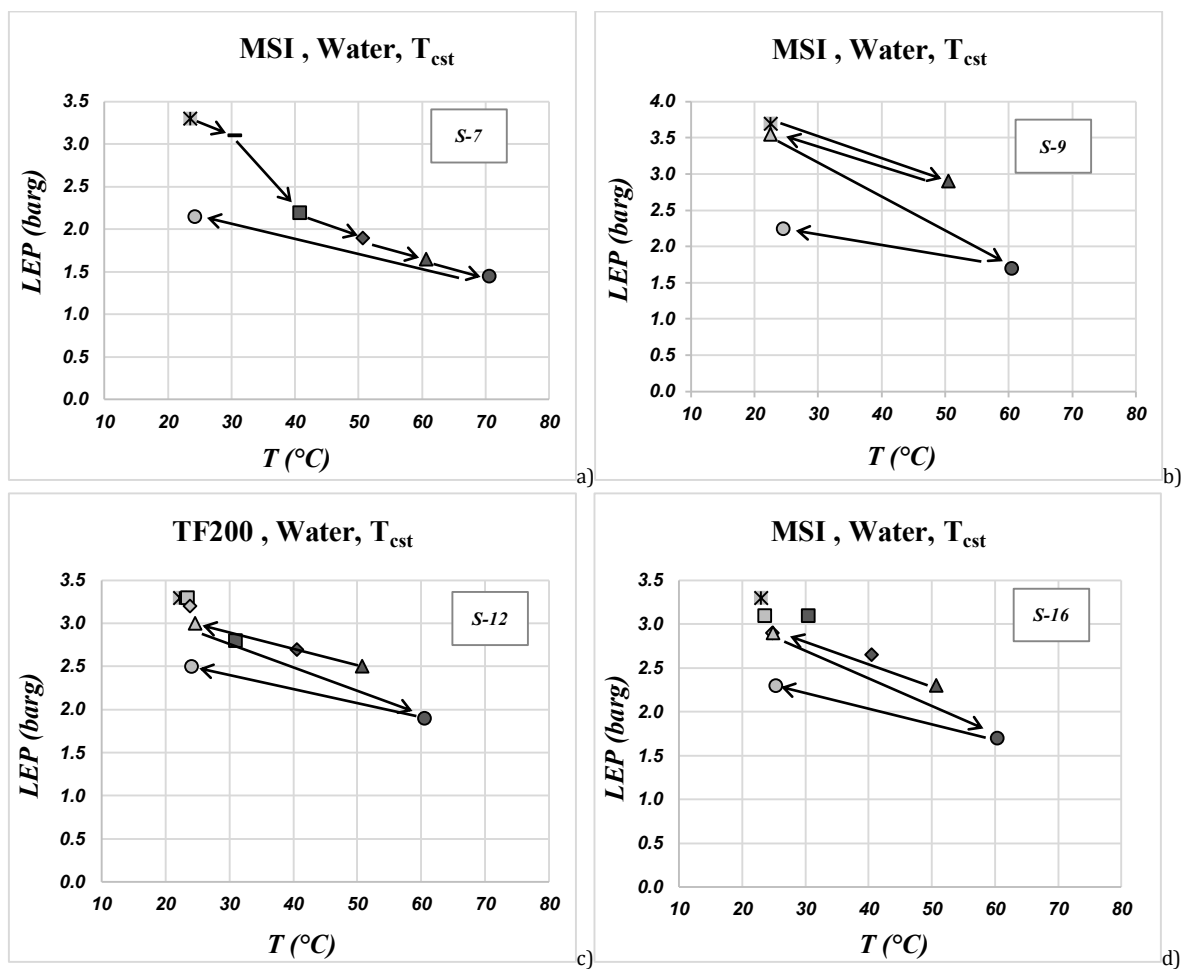 MSI , Water, Tcst
3.5
3.0
2.5
2.0
1.5
1.0
0.5
0.0
LEP (barg)
S-7
10 20 30 40 50 60 70 80
T (°C)
a)
MSI , Water, Tcst
4.0
3.5
3.0
2.5
2.0
1.5
1.0
0.5
0.0
LEP (barg)
S-9
10 20 30 40 50 60 70 80
T (°C)
b)
TF200 , Water, Tcst
3.5
3.0
2.5
2.0
1.5
1.0
0.5
0.0
LEP (barg)
S-12
10 20 30 40 50 60 70 80
T (°C)
c)
MSI , Water, Tcst
3.5
3.0
2.5
2.0
1.5
1.0
0.5
0.0
LEP (barg)
S-16
10 20 30 40 50 60 70 80
T (°C)
d)